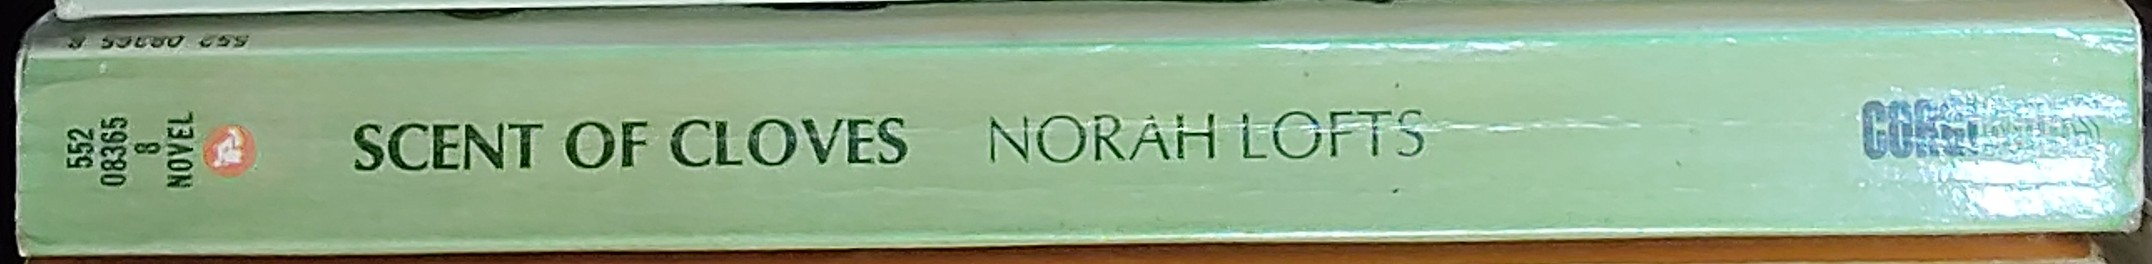 552
08365
8
NOVEL
SCENT OF CLOVES
NORAH LOFTS
CORGI
552 08365 8